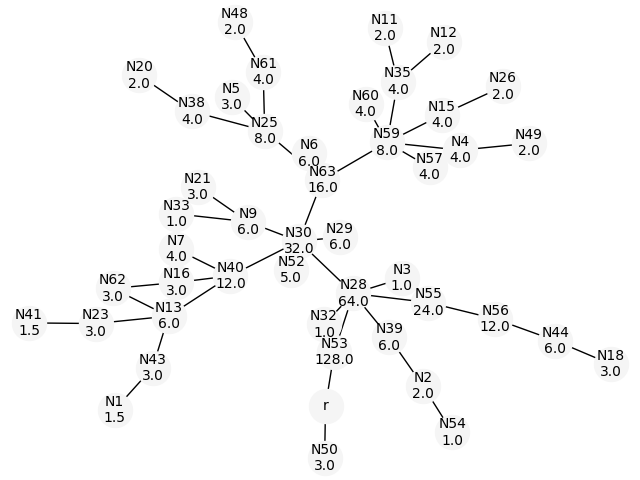 N48
2.0
N11
2.0
N12
2.0
N20
2.0
N61
4.0
N35
4.0
N26
2.0
N5
3.0
N38
4.0
N60
4.0
N15
4.0
N25
8.0
N59
8.0
N4
4.0
N49
2.0
N6
6.0
N57
4.0
N63
16.0
N21
3.0
N33
1.0
N9
6.0
N30
32.0
N29
6.0
N7
4.0
N52
5.0
N40
12.0
N16
3.0
N62
3.0
N3
1.0
N28
64.0
N55
24.0
N41
1.5
N23
3.0
N13
6.0
N32
1.0
N56
12.0
N39
6.0
N53
128.0
N44
6.0
N43
3.0
N18
3.0
N2
2.0
N1
1.5
r
N54
1.0
N50
3.0